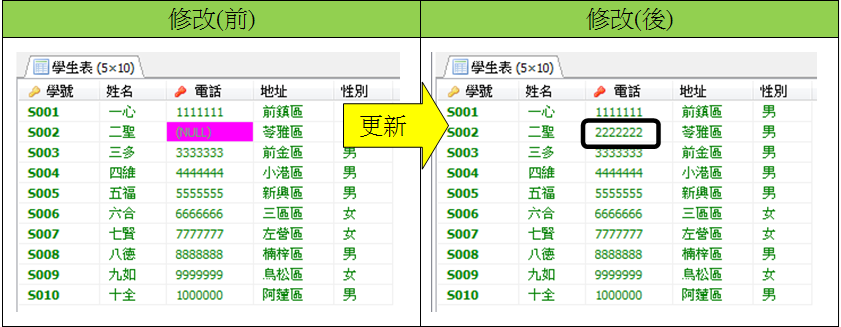 修改(前)
修改(後)
學生表 (5×10)
學號 姓名 電話 地址 性別
S001 一心 1111111 前鎮區
S002 二聖 (NULL) 苓雅區
S003 三多 3333333 前金區 男
S004 四維 4444444 小港區 男
S005 五福 5555555 新興區 男
S006 六合 6666666 三區區 女
S007 七賢 7777777 左營區 女
S008 八德 8888888 楠梓區 男
S009 九如 9999999 鳥松區 女
S010 十全 1000000 阿蓮區 男
更新
學生表 (5×10)
學號 姓名 電話 地址 性別
S001 一心 1111111 前鎮區 男
S002 二聖 2222222 苓雅區 男
S003 三多 3333333 前金區 男
S004 四維 4444444 小港區 男
S005 五福 5555555 新興區 男
S006 六合 6666666 三區區 女
S007 七賢 7777777 左營區 女
S008 八德 8888888 楠梓區 男
S009 九如 9999999 鳥松區 女
S010 十全 1000000 阿蓮區 男